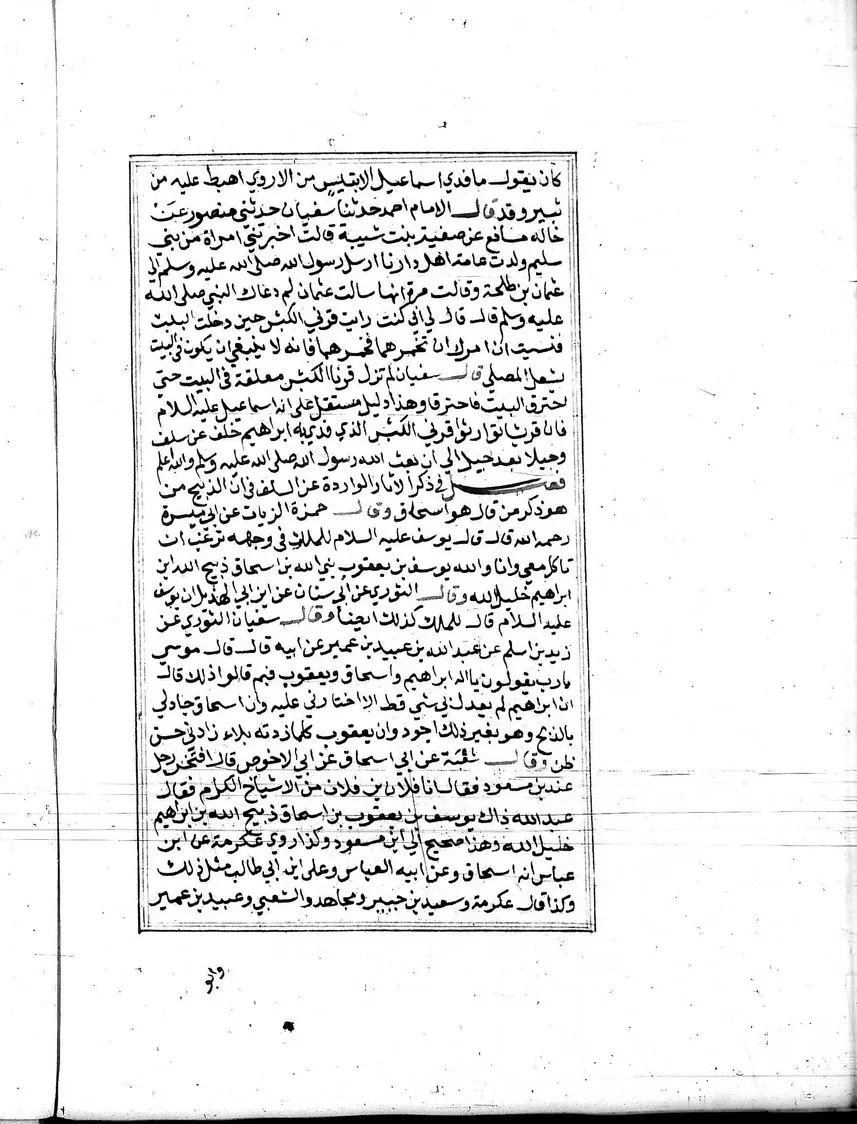 كان يقول ما فدي اسماعيل الا بتيس من الاروي اهبط عليه من
ثبير وقد قال الامام احمد حدثنا سفيان حدثني منصور عن
خاله مسافع عن صفية بنت شيبة قالت اخبرتني امراة من بني
سليم ولدت عامة اهل دارنا ارسل رسول الله صلى الله عليه وسلم الي
عثمان بن طلحة وقالت مرة انها سالت عثمان لم دعاك النبي صلى الله
عليه وسلم قال قال لي اني كنت رايت قرني الكبش حين دخلت البيت
فنسيت ان امرك ان تخمرهما فخمرهما فانه لا ينبغي ان يكون في البيت
يشغل المصلي قال سفيان لم تزل قرنا الكبش معلقة في البيت حتي
احترق البيت فاحترقا وهذا دليل مستقل على انه اسماعيل عليه السلام
فان قريشا توارثوا قرني الكبش الذي فدي به ابراهيم خلف عن سلف
وجيلا بعد جيل الي ان بعث الله رسول الله صلى الله عليه وسلم والله اعلم
فصل في ذكر الاثار الواردة عن السلف في ان الذبيح من
هو ذكر من قال هو اسحاق وقال حمزة الزيات عن ابي ميسرة
رحمه الله قال قال يوسف عليه السلام للملك في وجهه ترغب ان
تاكل معي وانا والله يوسف بن يعقوب نبي الله بن اسحاق ذبيح الله ابن
ابراهيم خليل الله وقال الثوري عن ابي سنان عن ابن ابي الهذيل ان يوسف
عليه السلام قال للملك كذلك ايضا وقال سفيان الثوري عن
زيد بن اسلم عن عبد الله بن عبيد بن عمير عن ابيه قال قال موسي
يا رب يقولون يا اله ابراهيم واسحاق ويعقوب فبم قالوا ذلك قال
ان ابراهيم لم يعدل بي شي قط الا اختارني عليه وان اسحاق جاد لي
بالذبح وهو بغير ذلك اجود وان يعقوب كلما زدته بلاء زادني حسن
ظن وقال شعبة عن ابي اسحاق عن ابي الاحوص قال افتخر رجل
عند بن مسعود فقال انا فلان بن فلان من الاشياخ الكرام فقال
عبد الله ذاك يوسف بن يعقوب بن اسحاق ذبيح الله بن ابراهيم
خليل الله وهذا صحيح الي ابن مسعود وكذا روي عكرمة عن ابن
عباس انه اسحاق وعن ابيه العباس وعلى ابن ابي طالب مثل ذلك
وكذا قال عكرمة وسعيد بن جبير ومجاهد والشعبي وعبيد بن عمير
وابو